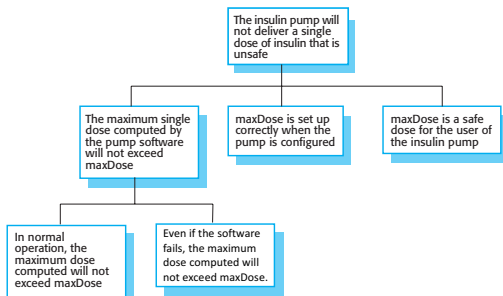 The insulin pump will
not deliver a single
dose of insulin that is
unsafe
The maximum single
dose computed by
the pump software
will not exceed
maxDose
maxDose is set up
correctly when the
pump is configured
maxDose is a safe
dose for the user of
the insulin pump
In normal
operation, the
maximum dose
computed will not
exceed maxDose
Even if the software
fails, the maximum
dose computed will
not exceed maxDose.